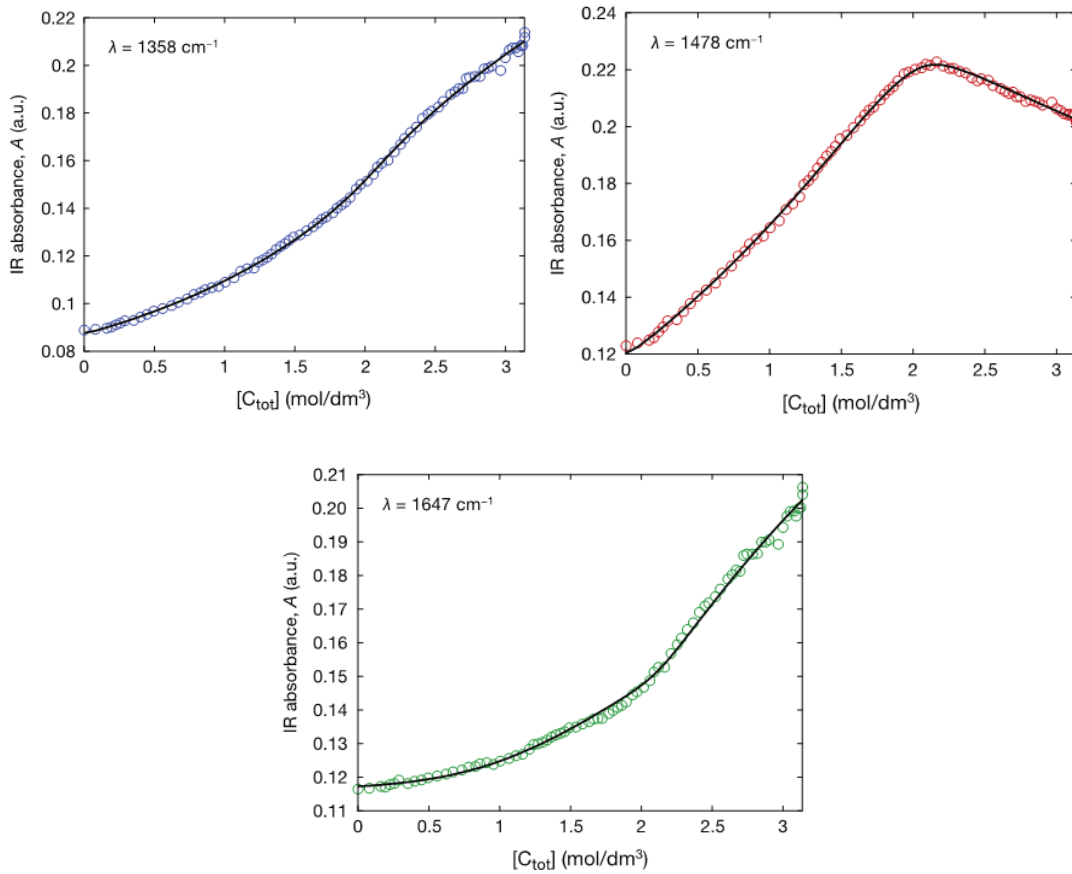 λ = 1358 cm⁻¹
0.22
0.2
0.18
0.16
0.14
0.12
0.1
0.08
IR absorbance, A (a.u.)
0 0.5 1 1.5 2 2.5 3
[Ctot] (mol/dm³)
λ = 1478 cm⁻¹
0.24
0.22
0.2
0.18
0.16
0.14
0.12
IR absorbance, A (a.u.)
0 0.5 1 1.5 2 2.5 3
[Ctot] (mol/dm³)
λ = 1647 cm⁻¹
0.21
0.20
0.19
0.18
0.17
0.16
0.15
0.14
0.13
0.12
0.11
IR absorbance, A (a.u.)
0 0.5 1 1.5 2 2.5 3
[Ctot] (mol/dm³)